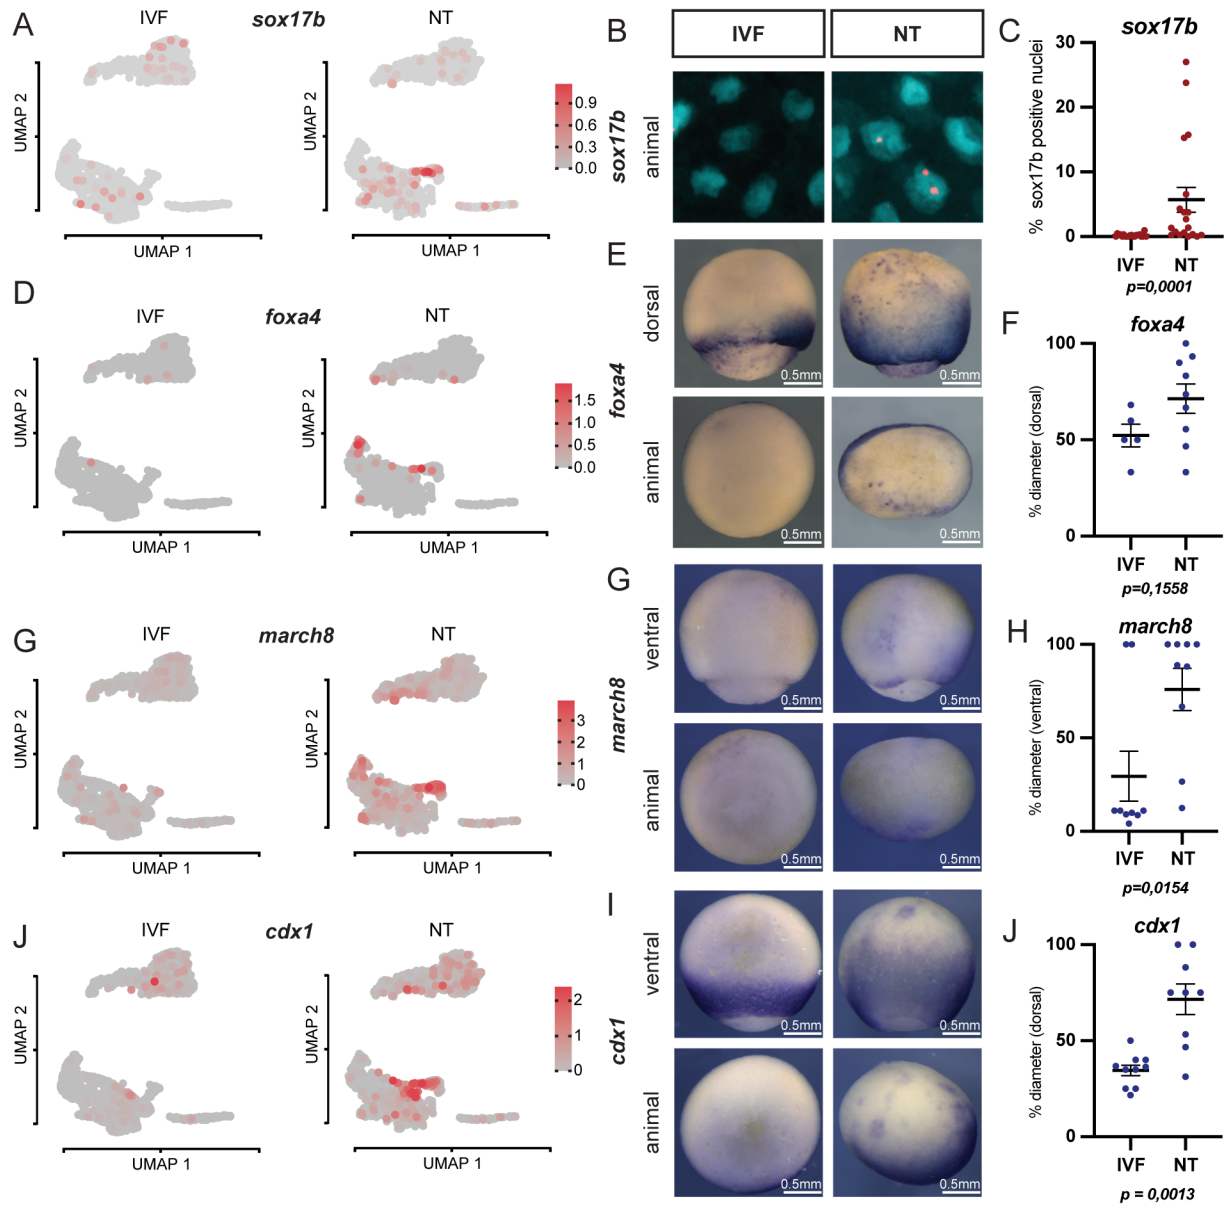 A
IVF
sox17b
NT
UMAP 2
UMAP 2
UMAP 1
UMAP 1
0.9
0.6
0.3
0.0
sox17b
B
IVF
NT
animal
C
sox17b
% sox17b positive nuclei
30
20
10
0
IVF
NT
p=0,0001
D
IVF
foxa4
NT
UMAP 2
UMAP 2
UMAP 1
UMAP 1
1.5
1.0
0.5
0.0
foxa4
E
dorsal
0.5mm
0.5mm
animal
0.5mm
0.5mm
F
foxa4
% diameter (dorsal)
100
50
0
IVF
NT
p=0,1558
G
IVF
march8
NT
UMAP 2
UMAP 2
UMAP 1
UMAP 1
3
2
1
0
march8
G
ventral
0.5mm
0.5mm
animal
0.5mm
0.5mm
H
march8
% diameter (ventral)
100
50
0
IVF
NT
p=0,0154
J
IVF
cdx1
NT
UMAP 2
UMAP 2
UMAP 1
UMAP 1
2
1
0
cdx1
I
ventral
0.5mm
0.5mm
animal
0.5mm
0.5mm
J
cdx1
% diameter (dorsal)
100
50
0
IVF
NT
p = 0,0013